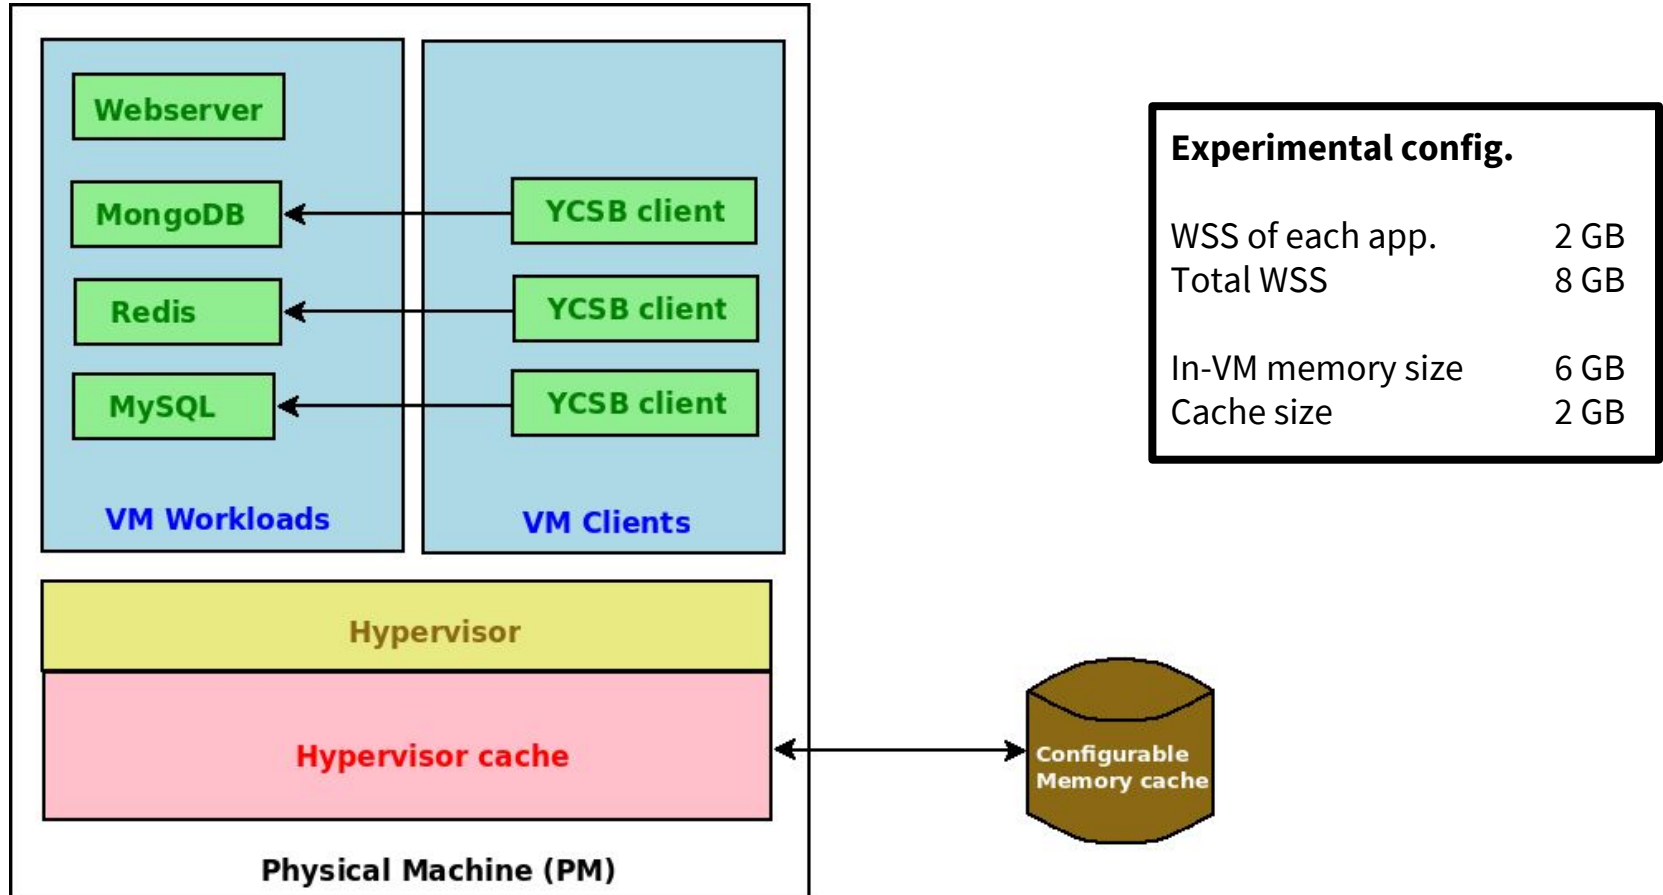 Webserver
MongoDB
Redis
MySQL
VM Workloads
YCSB client
YCSB client
YCSB client
VM Clients
Hypervisor
Hypervisor cache
Physical Machine (PM)
Configurable
Memory cache
Experimental config.
WSS of each app. 2 GB
Total WSS 8 GB
In-VM memory size 6 GB
Cache size 2 GB